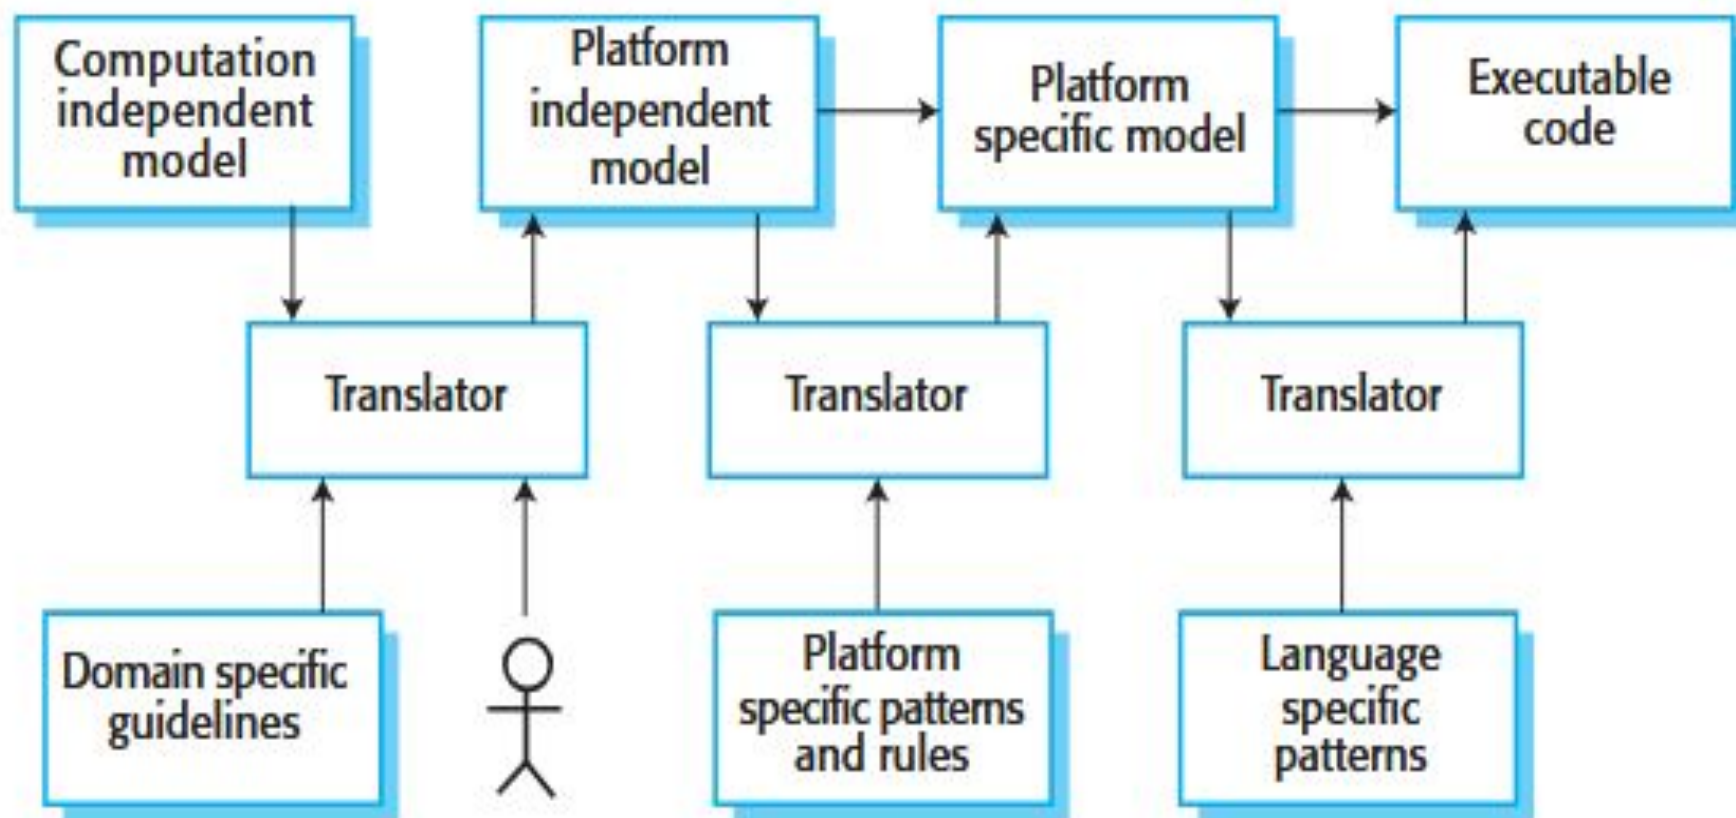 Computation
independent
model
Platform
independent
model
Platform
specific model
Executable
code
Translator
Translator
Translator
Domain specific
guidelines
Platform
specific patterns
and rules
Language
specific
patterns